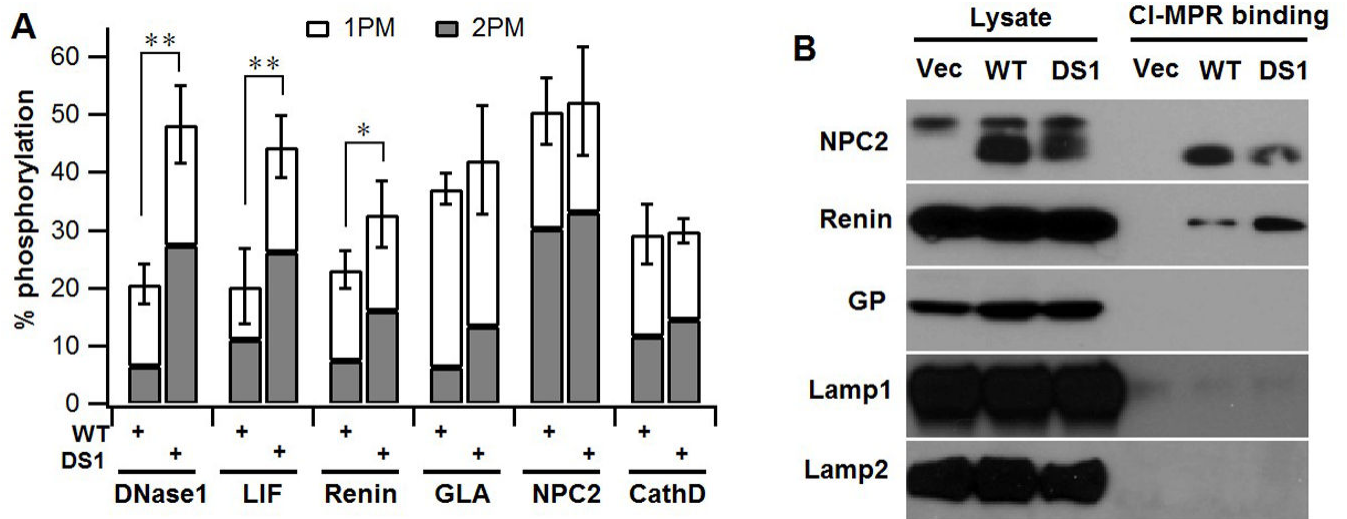 A
1PM 2PM
% phosphorylation
60
50
40
30
20
10
0
** ** *
WT + + + + + +
DS1 + + + + + +
DNase1 LIF Renin GLA NPC2 CathD
B
Lysate CI-MPR binding
Vec WT DS1 Vec WT DS1
NPC2
Renin
GP
Lamp1
Lamp2